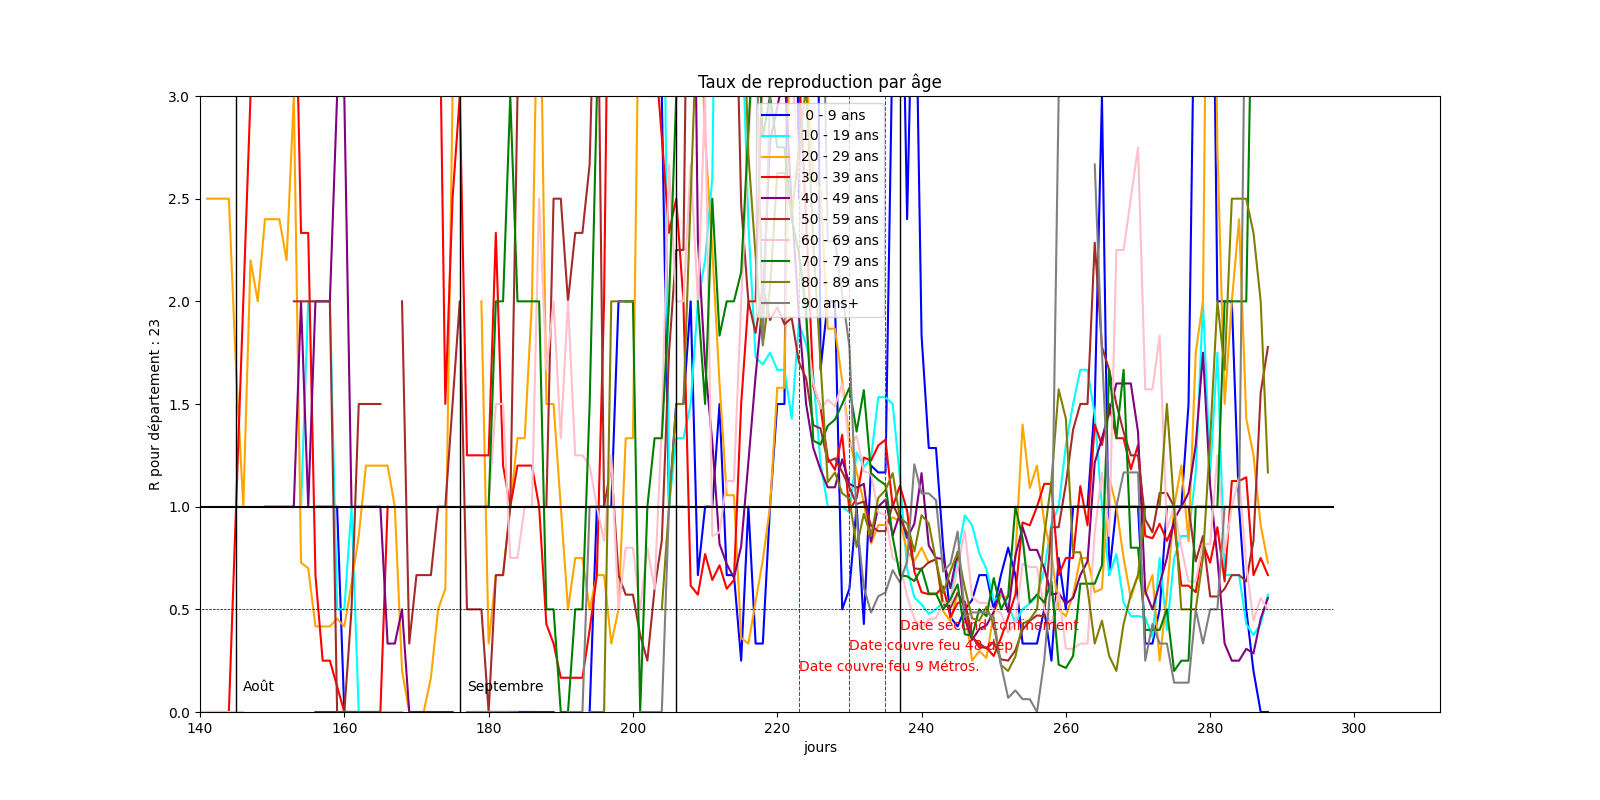 Taux de reproduction par âge
3.0
2.5
2.0
1.5
1.0
0.5
0.0
R pour département : 23
0 - 9 ans
10 - 19 ans
20 - 29 ans
30 - 39 ans
40 - 49 ans
50 - 59 ans
60 - 69 ans
70 - 79 ans
80 - 89 ans
90 ans+
Date second confinement
Date couvre feu 48 dep.
Date couvre feu 9 Métros.
Août
Septembre
140 160 180 200 220 240 260 280 300
jours